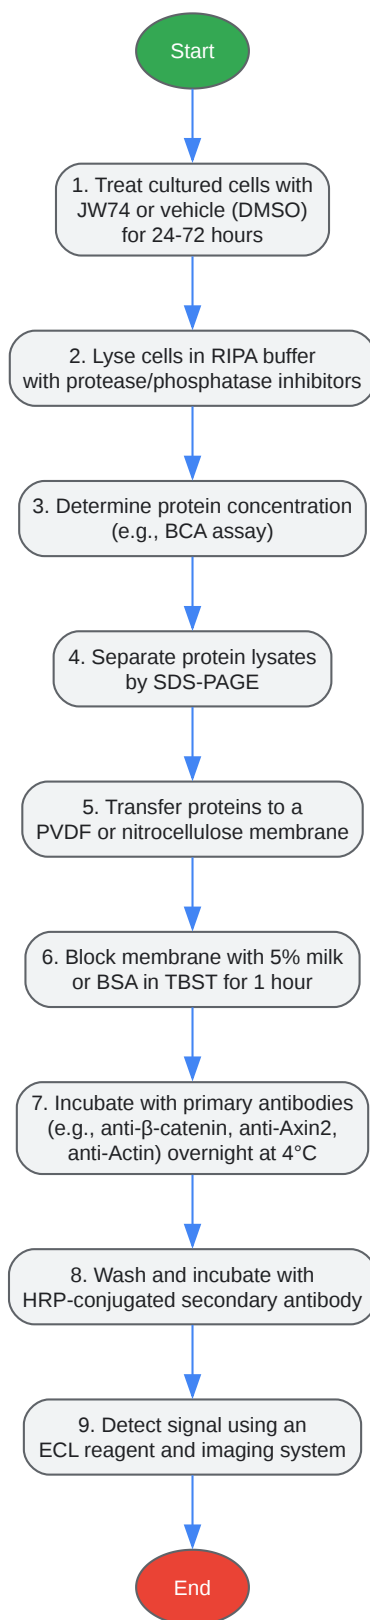 Start
1. Treat cultured cells with
JW74 or vehicle (DMSO)
for 24-72 hours
2. Lyse cells in RIPA buffer
with protease/phosphatase inhibitors
3. Determine protein concentration
(e.g., BCA assay)
4. Separate protein lysates
by SDS-PAGE
5. Transfer proteins to a
PVDF or nitrocellulose membrane
6. Block membrane with 5% milk
or BSA in TBST for 1 hour
7. Incubate with primary antibodies
(e.g., anti-β-catenin, anti-Axin2,
anti-Actin) overnight at 4°C
8. Wash and incubate with
HRP-conjugated secondary antibody
9. Detect signal using an
ECL reagent and imaging system
End